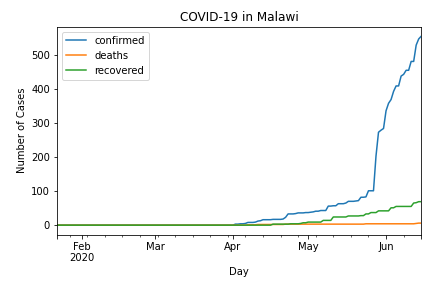 COVID-19 in Malawi
confirmed
deaths
recovered
Number of Cases
500
400
300
200
100
0
Feb
2020
Mar
Apr
May
Jun
Day